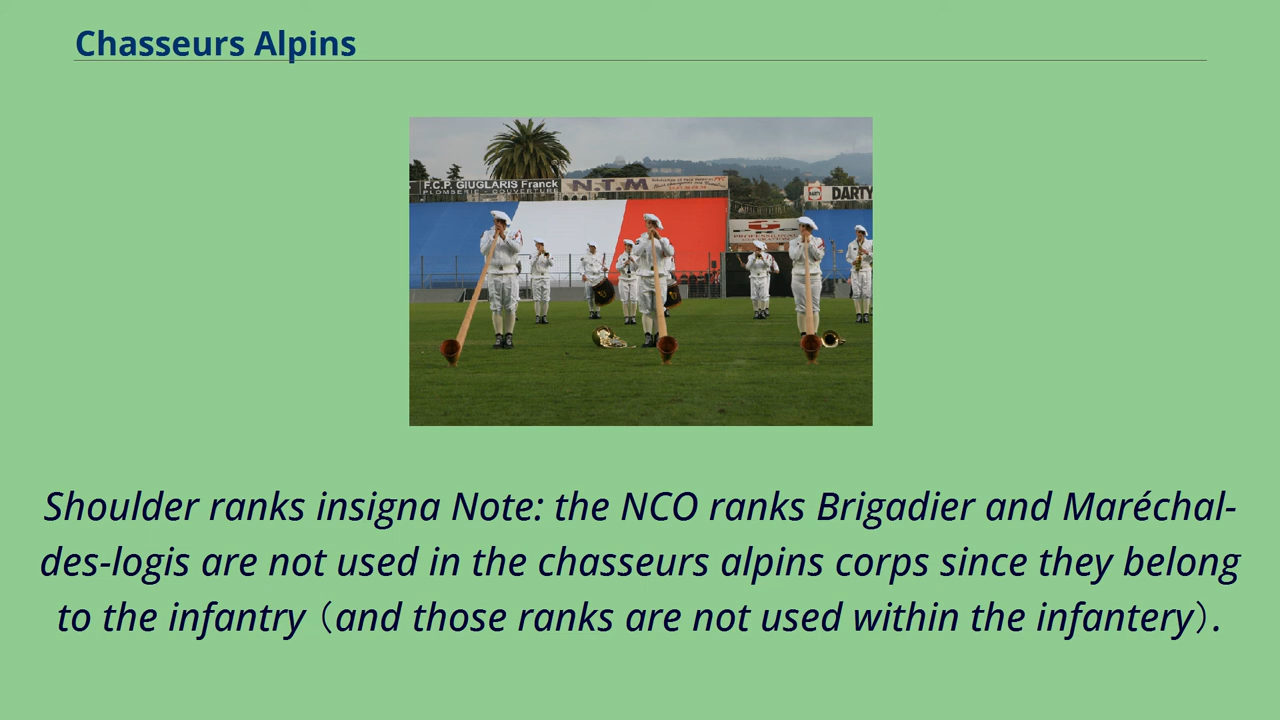 Chasseurs Alpins
F.C.P. GIUGLARIS Franck
PLOMBERIE - COUVERTURE
N.T.M
DARTY
DARTY
PROFESSIONAL
Shoulder ranks insigna Note: the NCO ranks Brigadier and Maréchal-
des-logis are not used in the chasseurs alpins corps since they belong
to the infantry (and those ranks are not used within the infantery).